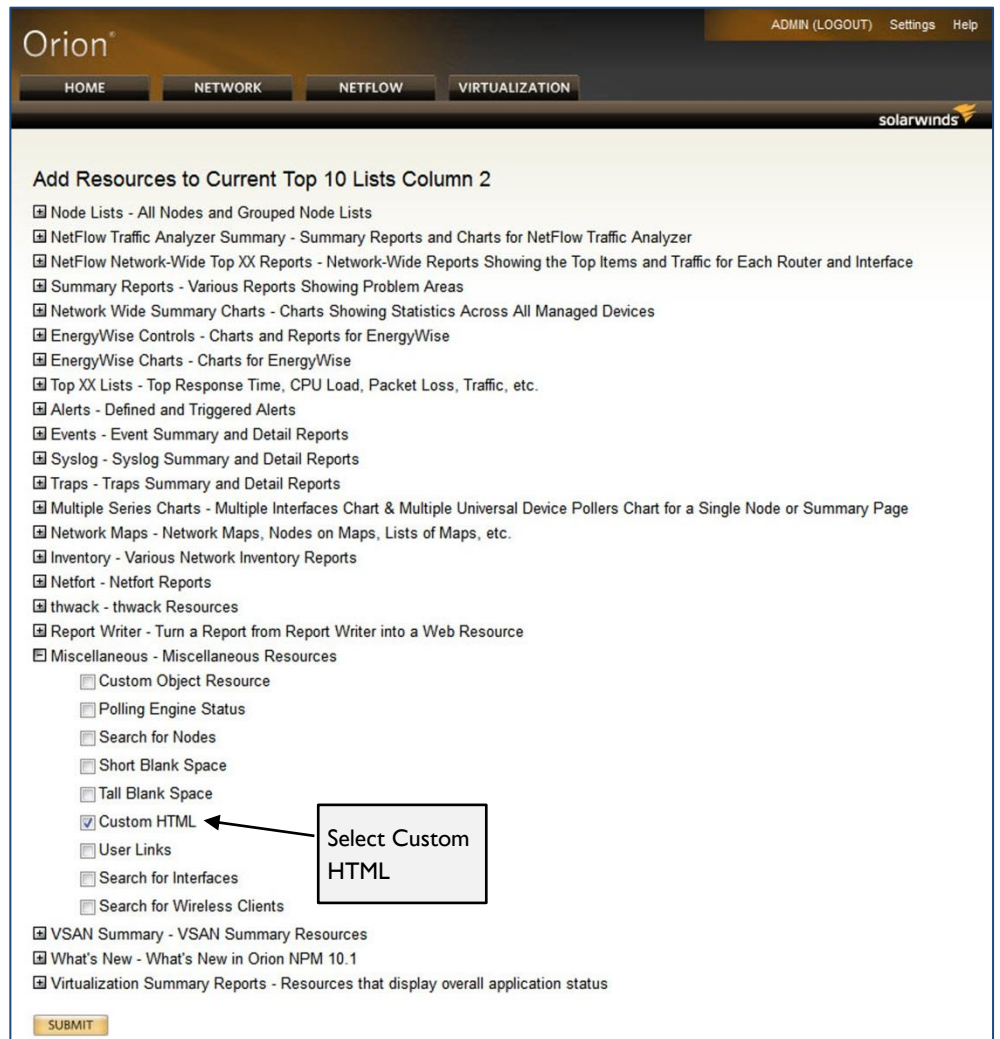 ADMIN (LOGOUT) Settings Help
Orion®
HOME NETWORK NETFLOW VIRTUALIZATION
solarwinds
Add Resources to Current Top 10 Lists Column 2
Node Lists - All Nodes and Grouped Node Lists
NetFlow Traffic Analyzer Summary - Summary Reports and Charts for NetFlow Traffic Analyzer
NetFlow Network-Wide Top XX Reports - Network-Wide Reports Showing the Top Items and Traffic for Each Router and Interface
Summary Reports - Various Reports Showing Problem Areas
Network Wide Summary Charts - Charts Showing Statistics Across All Managed Devices
EnergyWise Controls - Charts and Reports for EnergyWise
EnergyWise Charts - Charts for EnergyWise
Top XX Lists - Top Response Time, CPU Load, Packet Loss, Traffic, etc.
Alerts - Defined and Triggered Alerts
Events - Event Summary and Detail Reports
Syslog - Syslog Summary and Detail Reports
Traps - Traps Summary and Detail Reports
Multiple Series Charts - Multiple Interfaces Chart & Multiple Universal Device Pollers Chart for a Single Node or Summary Page
Network Maps - Network Maps, Nodes on Maps, Lists of Maps, etc.
Inventory - Various Network Inventory Reports
Netfort - Netfort Reports
thwack - thwack Resources
Report Writer - Turn a Report from Report Writer into a Web Resource
Miscellaneous - Miscellaneous Resources
Custom Object Resource
Polling Engine Status
Search for Nodes
Short Blank Space
Tall Blank Space
Custom HTML
Select Custom
HTML
User Links
Search for Interfaces
Search for Wireless Clients
VSAN Summary - VSAN Summary Resources
What's New - What's New in Orion NPM 10.1
Virtualization Summary Reports - Resources that display overall application status
SUBMIT